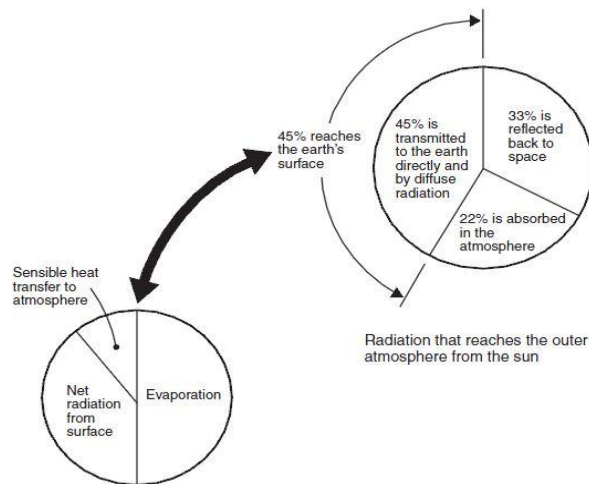 45% reaches
the earth's
surface
45% is
transmitted
to the earth
directly and
by diffuse
radiation
33% is
reflected
back to
space
22% is absorbed
in the
atmosphere
Radiation that reaches the outer
atmosphere from the sun
Sensible heat
transfer to
atmosphere
Net
radiation
from
surface
Evaporation